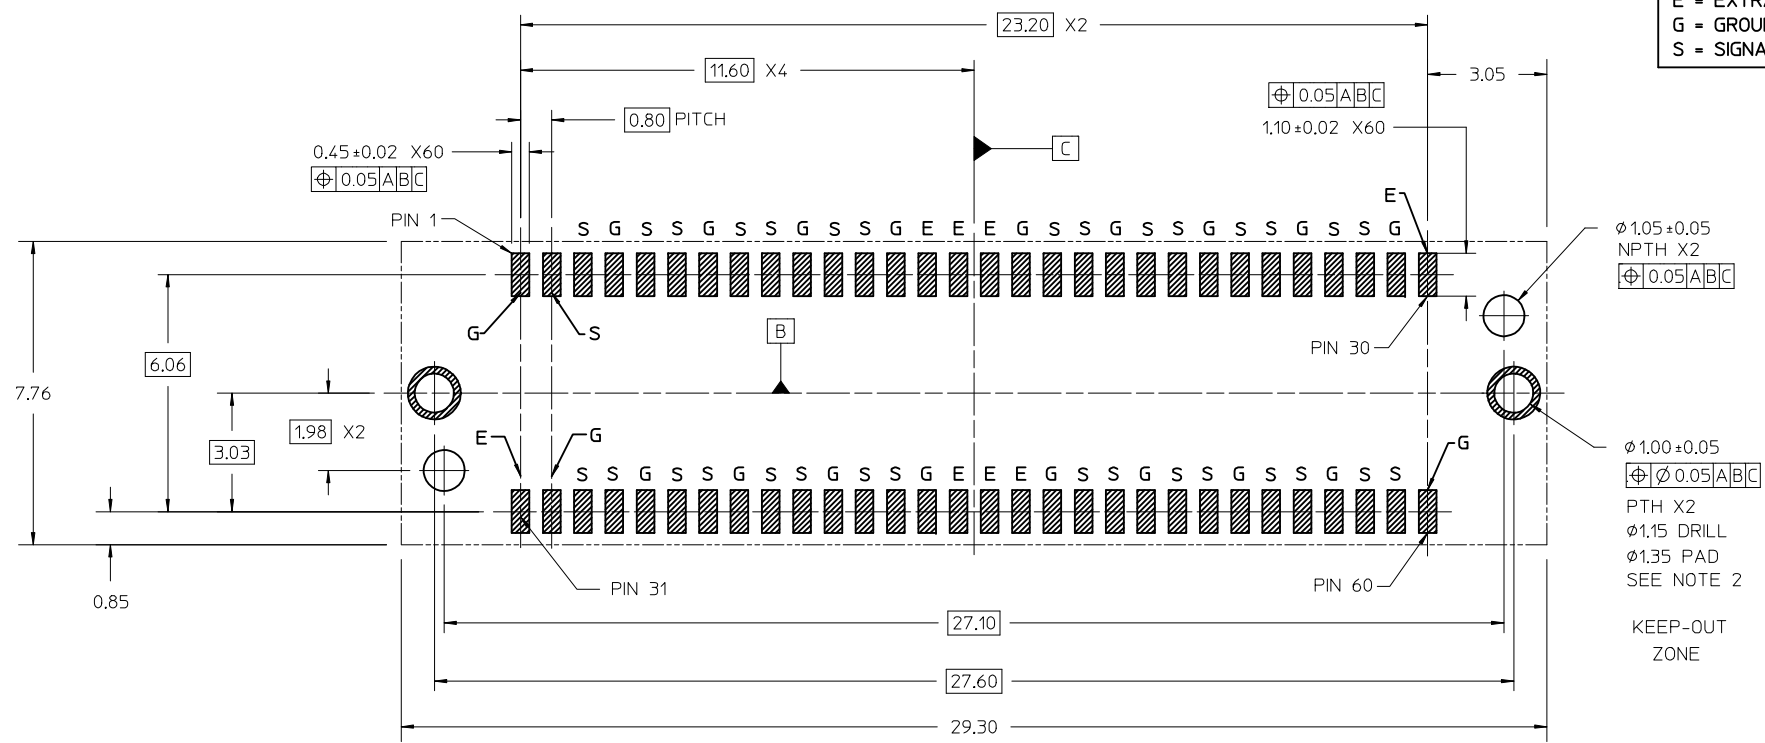 E = EXTRA
G = GROU
S = SIGNA
23.20 X2
11.60 X4
3.05
0.05 A B C
1.10±0.02 X60
0.80 PITCH
0.45±0.02 X60
⌖ 0.05 A B C
C
PIN 1
E
S G S S G S S G S S G E E E G S S G S S G S S G S S G
Ø1.05±0.05
NPTH X2
⌖ 0.05 A B C
G
S
B
PIN 30
6.06
7.76
1.98 X2
3.03
E
G
G
S S G S S G S S G S S G E E E G S S G S S G S S G S S
Ø1.00±0.05
⌖ Ø 0.05 A B C
PTH X2
Ø1.15 DRILL
Ø1.35 PAD
SEE NOTE 2
PIN 31
PIN 60
0.85
27.10
KEEP-OUT
ZONE
27.60
29.30